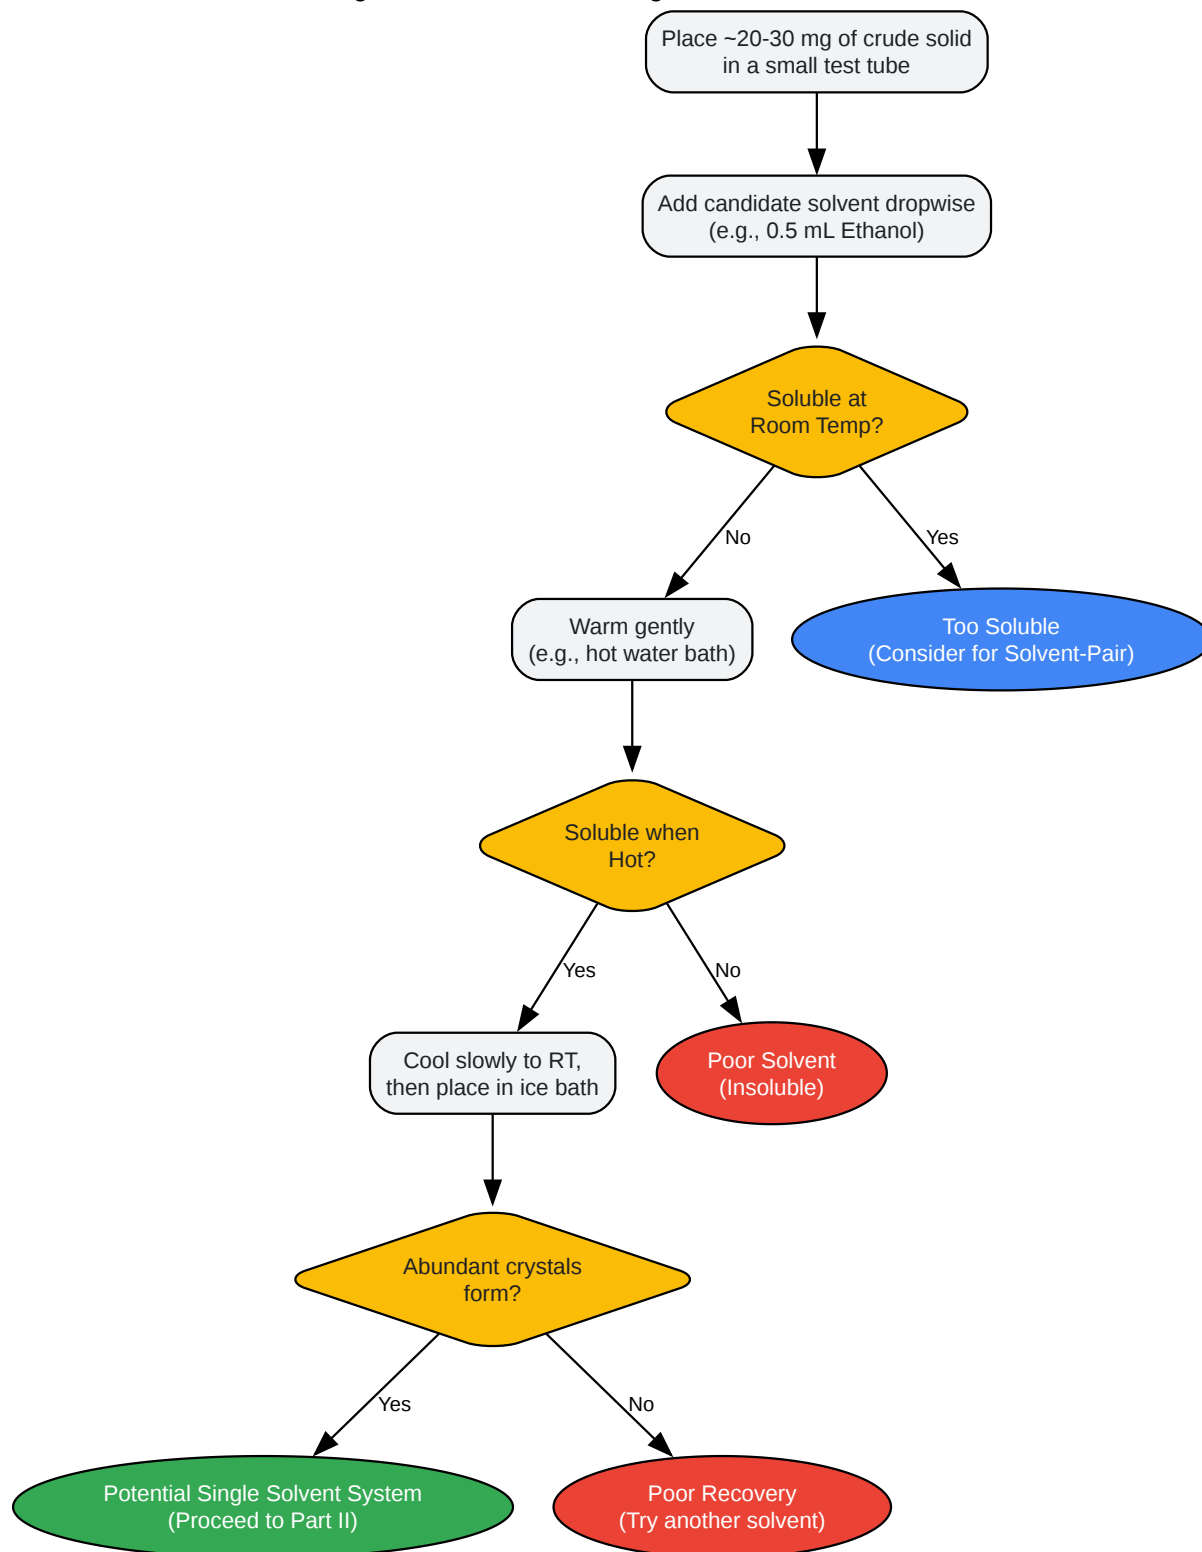 Place ~20-30 mg of crude solid
in a small test tube
Add candidate solvent dropwise
(e.g., 0.5 mL Ethanol)
Soluble at
Room Temp?
No
Yes
Warm gently
(e.g., hot water bath)
Too Soluble
(Consider for Solvent-Pair)
Soluble when
Hot?
Yes
No
Cool slowly to RT,
then place in ice bath
Poor Solvent
(Insoluble)
Abundant crystals
form?
Yes
No
Potential Single Solvent System
(Proceed to Part II)
Poor Recovery
(Try another solvent)